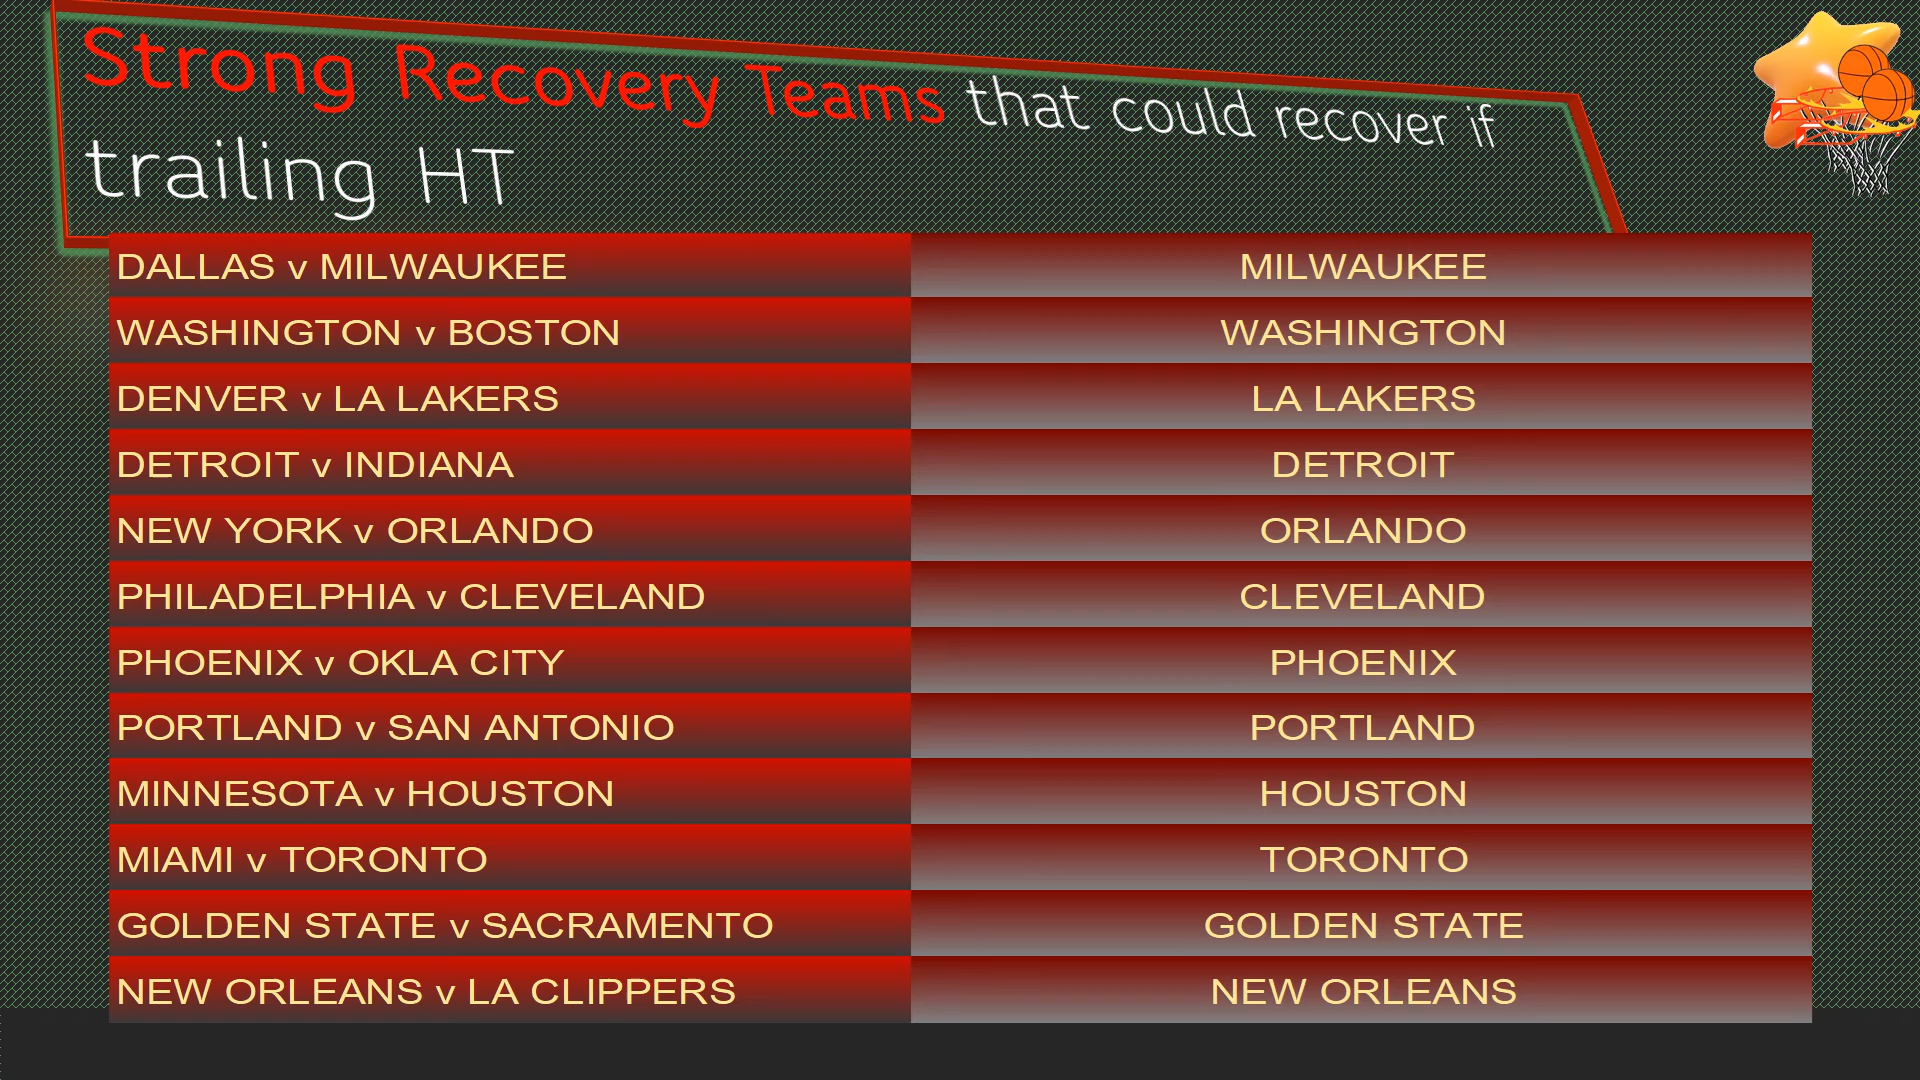 Strong Recovery Teams that could recover if
trailing HT
DALLAS v MILWAUKEE MILWAUKEE
WASHINGTON v BOSTON WASHINGTON
DENVER v LA LAKERS LA LAKERS
DETROIT v INDIANA DETROIT
NEW YORK v ORLANDO ORLANDO
PHILADELPHIA v CLEVELAND CLEVELAND
PHOENIX v OKLA CITY PHOENIX
PORTLAND v SAN ANTONIO PORTLAND
MINNESOTA v HOUSTON HOUSTON
MIAMI v TORONTO TORONTO
GOLDEN STATE v SACRAMENTO GOLDEN STATE
NEW ORLEANS v LA CLIPPERS NEW ORLEANS